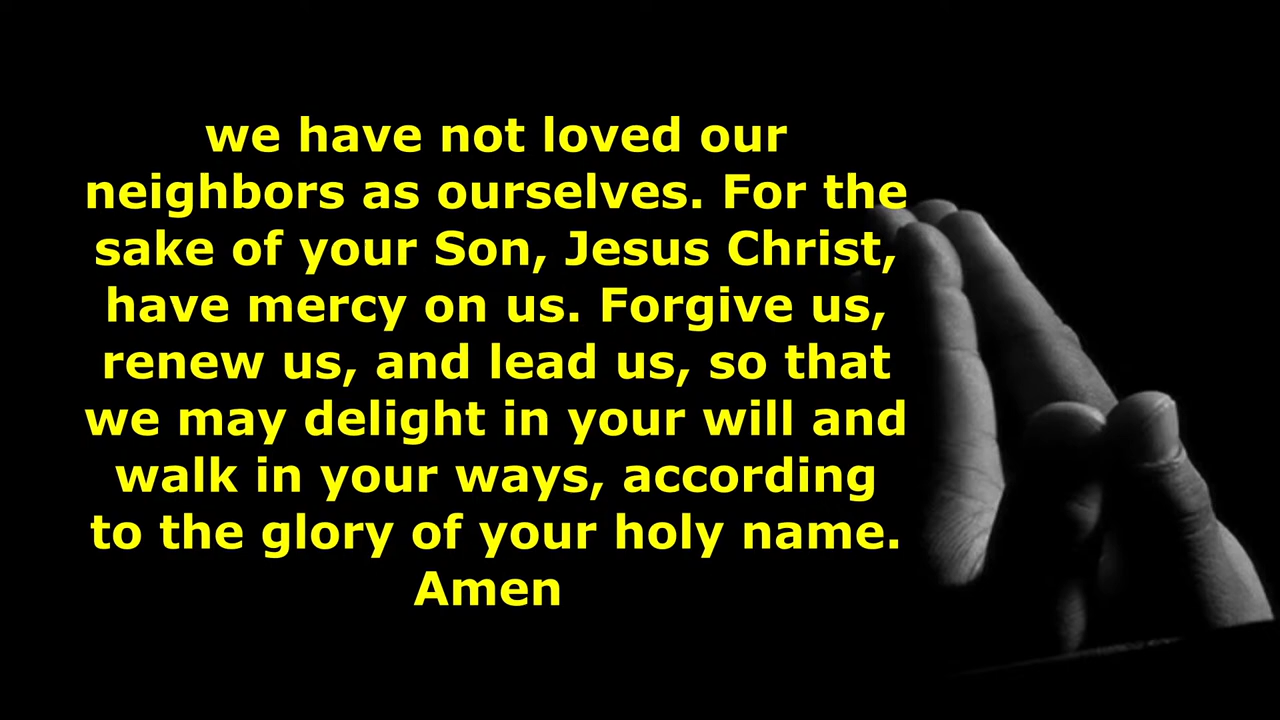 we have not loved our
neighbors as ourselves. For the
sake of your Son, Jesus Christ,
have mercy on us. Forgive us,
renew us, and lead us, so that
we may delight in your will and
walk in your ways, according
to the glory of your holy name.
Amen